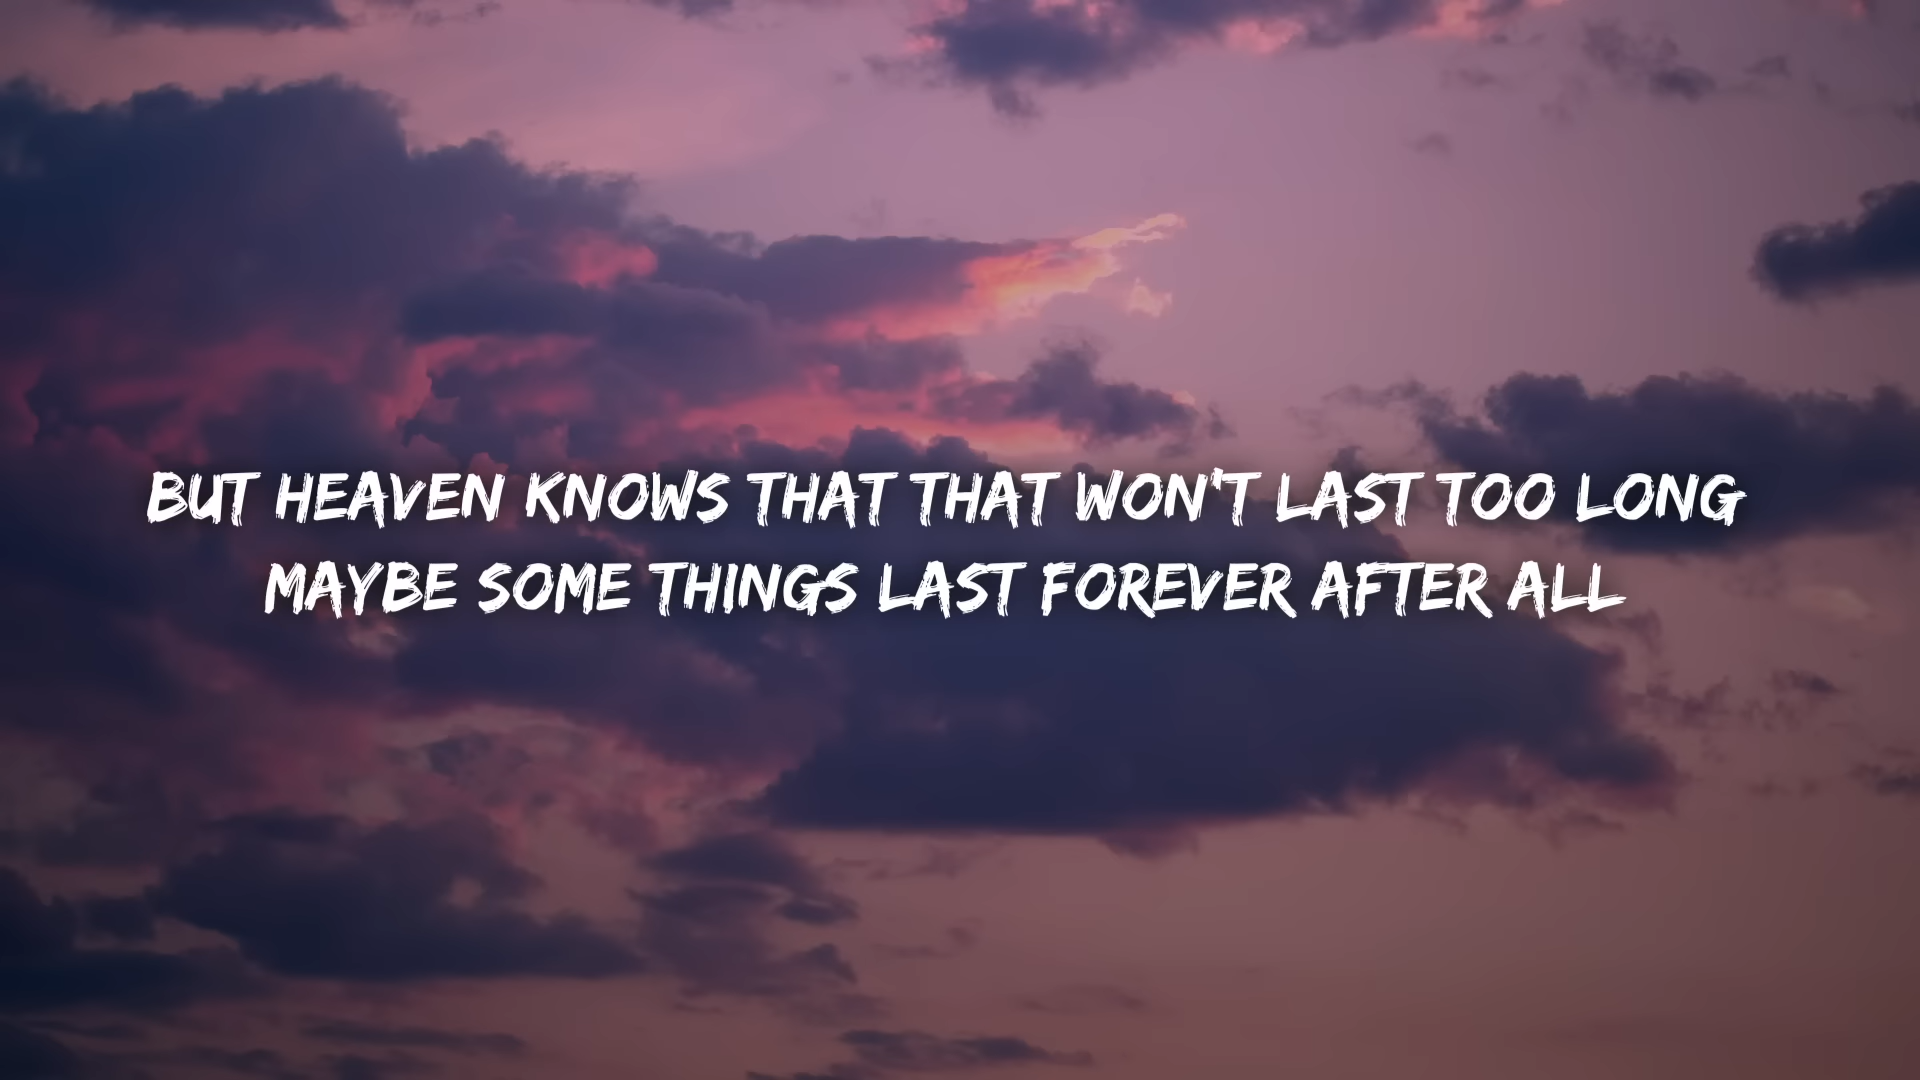 BUT HEAVEN KNOWS THAT THAT WON'T LAST TOO LONG
MAYBE SOME THINGS LAST FOREVER AFTER ALL